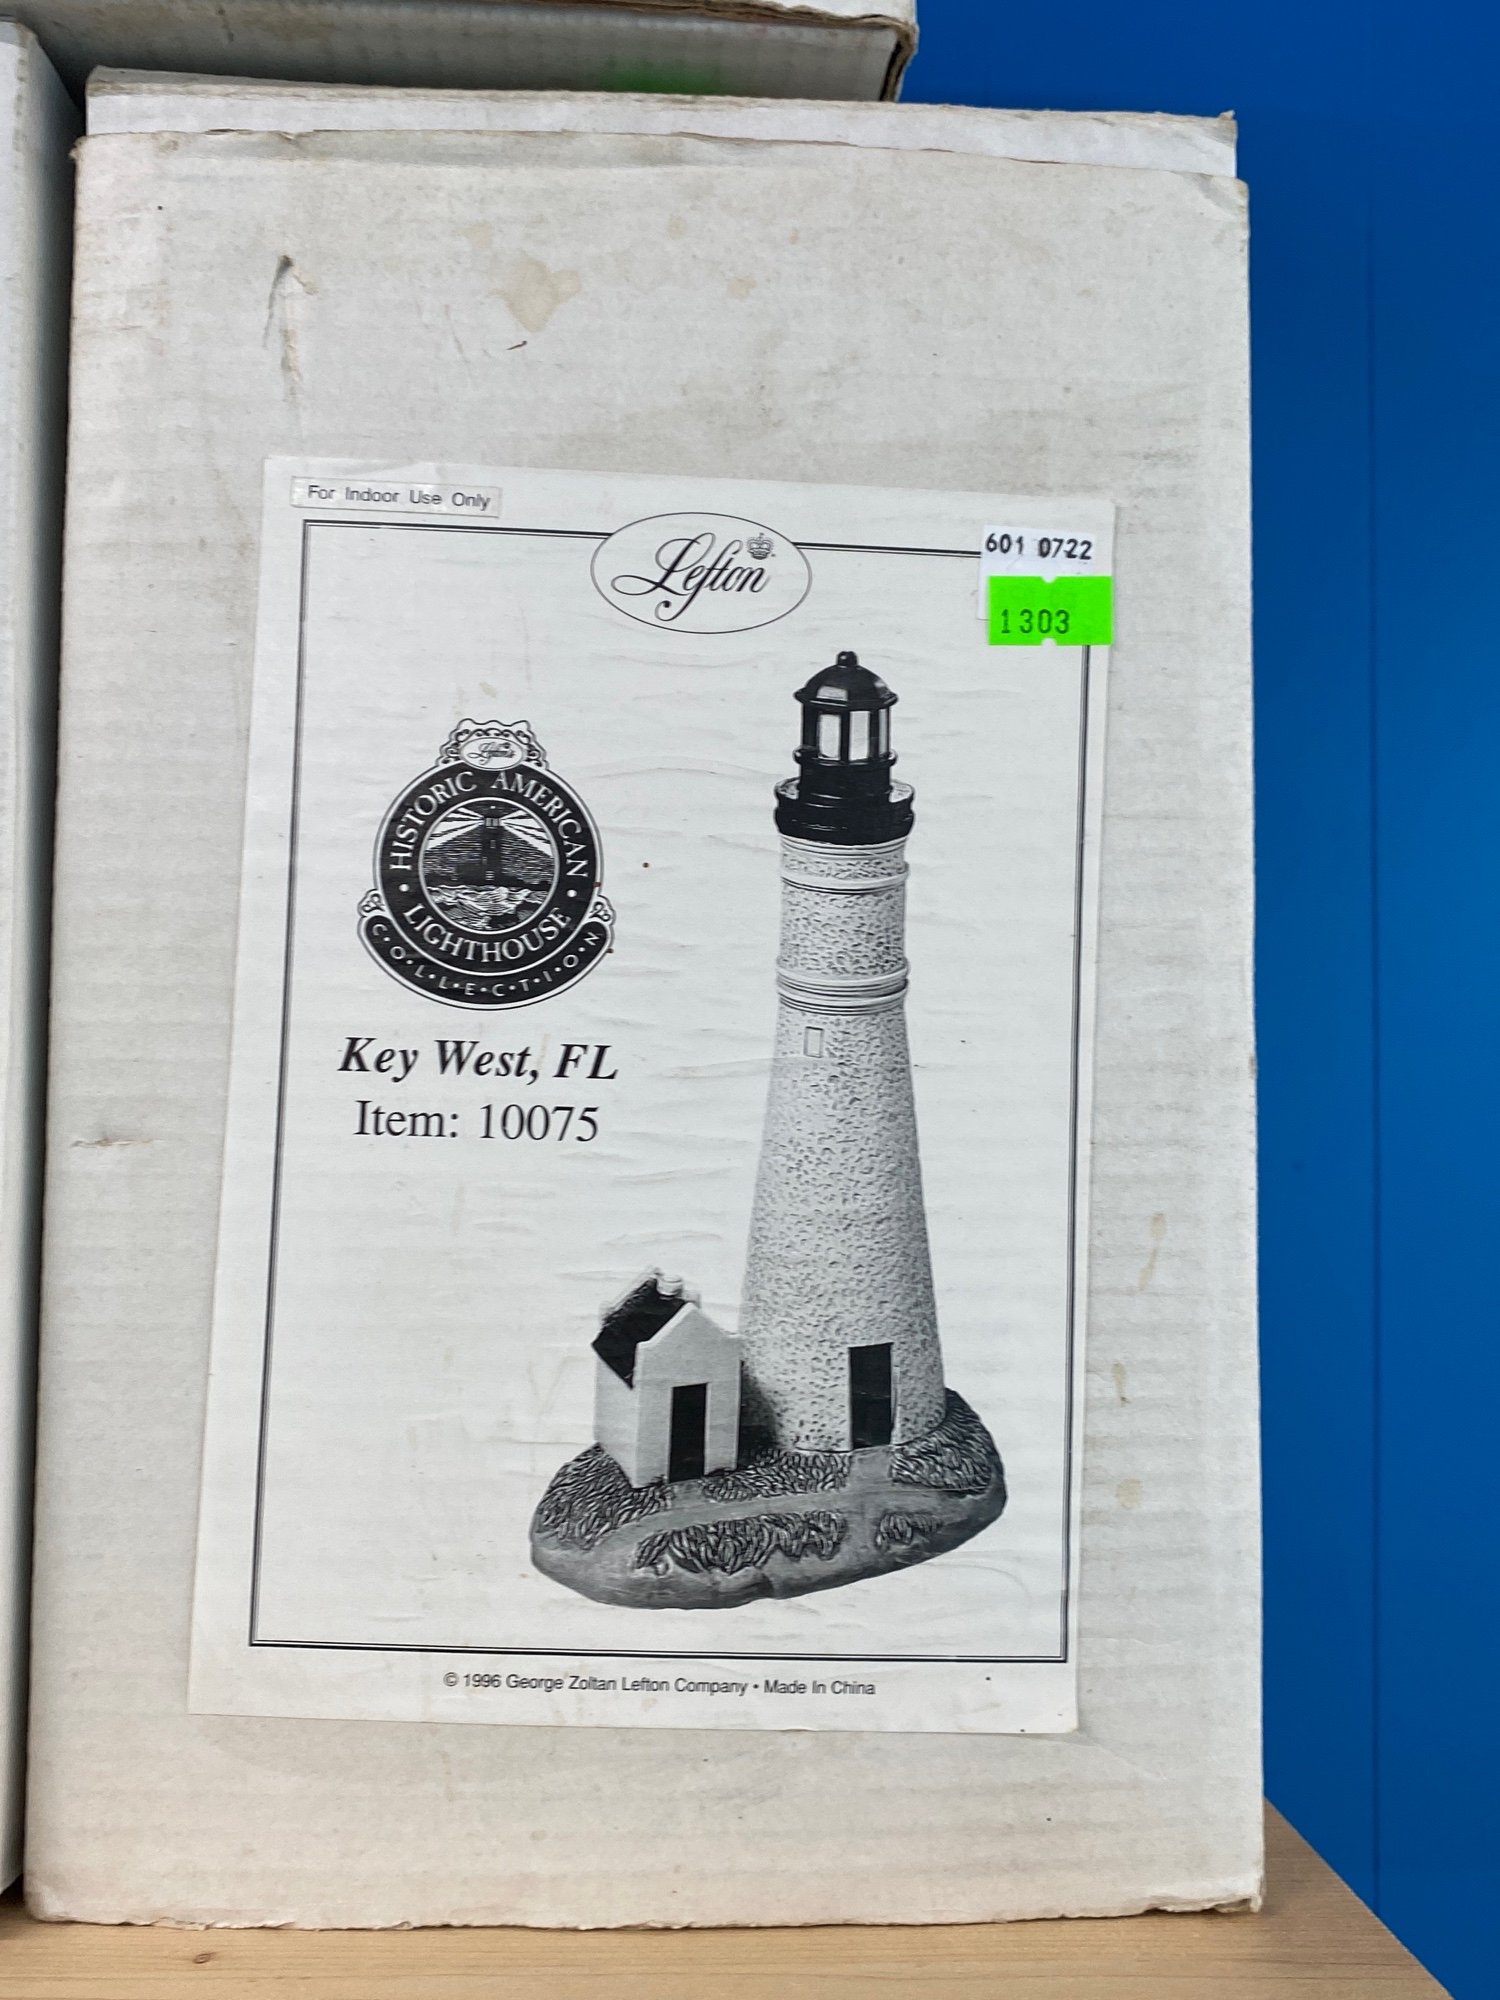 For Indoor Use Only
Lefton
601 0722
1303
Lefton's
HISTORIC AMERICAN
LIGHTHOUSE
C•O•L•L•E•C•T•I•O•N
Key West, FL
Item: 10075
© 1996 George Zoltan Lefton Company • Made In China